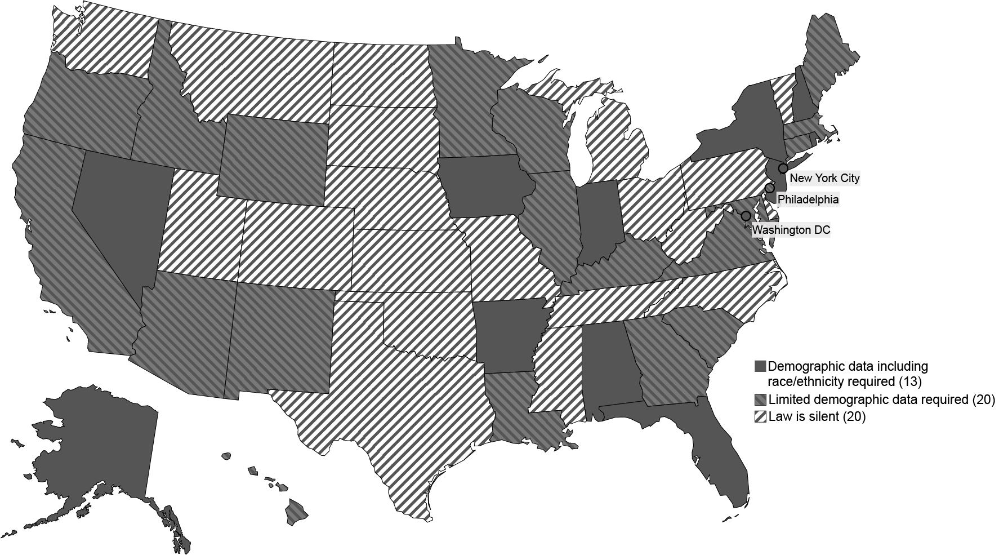 New York City
Philadelphia
Washington DC
Demographic data including
race/ethnicity required (13)
Limited demographic data required (20)
Law is silent (20)